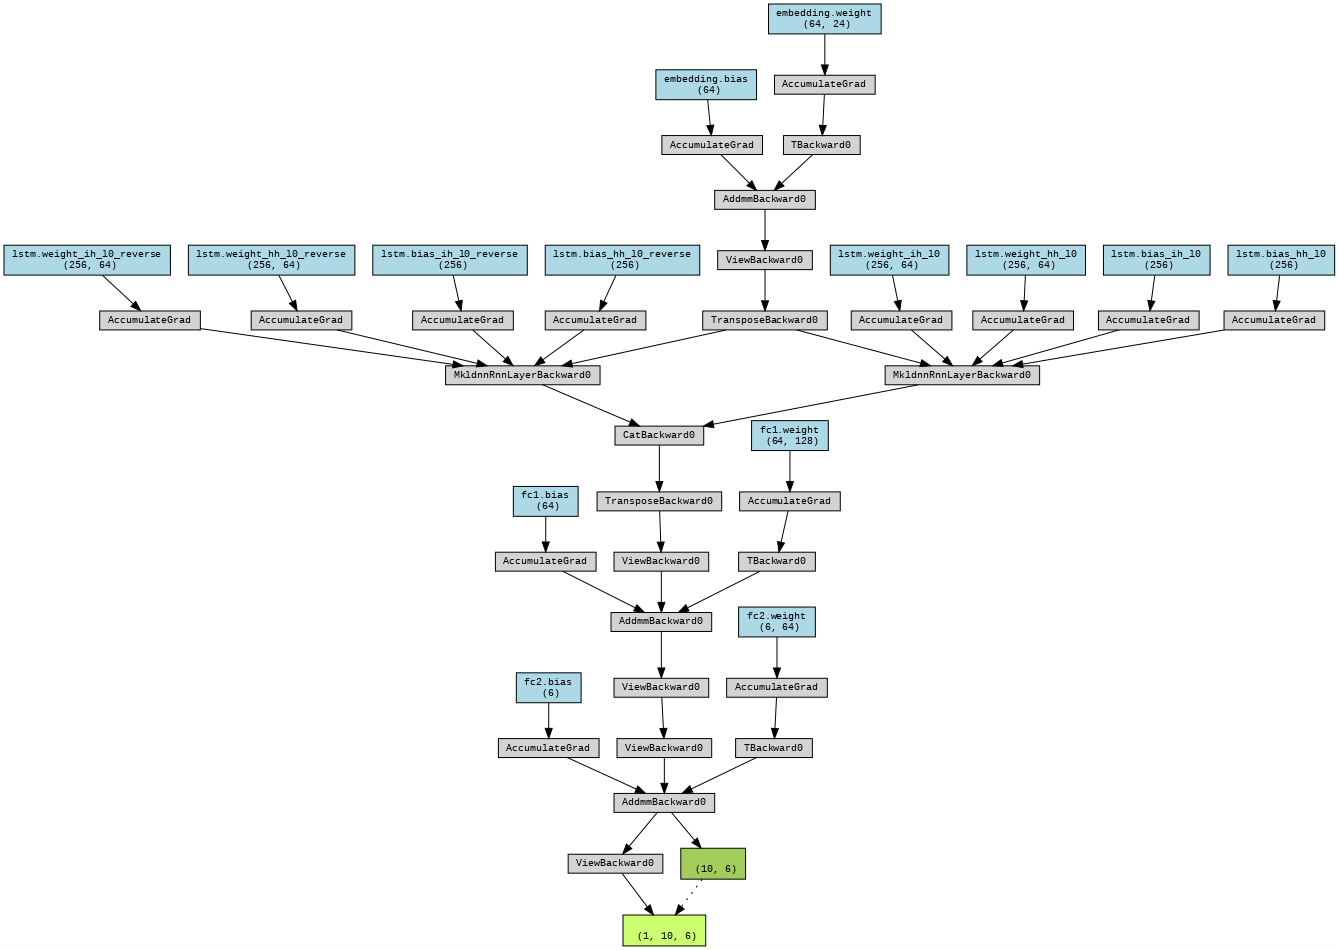 embedding.weight
(64, 24)
embedding.bias
(64)
AccumulateGrad
AccumulateGrad
TBackward0
AddmmBackward0
lstm.weight_ih_l0_reverse
(256, 64)
lstm.weight_hh_l0_reverse
(256, 64)
lstm.bias_ih_l0_reverse
(256)
lstm.bias_hh_l0_reverse
(256)
ViewBackward0
lstm.weight_ih_l0
(256, 64)
lstm.weight_hh_l0
(256, 64)
lstm.bias_ih_l0
(256)
lstm.bias_hh_l0
(256)
AccumulateGrad
AccumulateGrad
AccumulateGrad
AccumulateGrad
TransposeBackward0
AccumulateGrad
AccumulateGrad
AccumulateGrad
AccumulateGrad
MkldnnRnnLayerBackward0
MkldnnRnnLayerBackward0
CatBackward0
fc1.weight
(64, 128)
fc1.bias
(64)
TransposeBackward0
AccumulateGrad
AccumulateGrad
ViewBackward0
TBackward0
AddmmBackward0
fc2.weight
(6, 64)
fc2.bias
(6)
ViewBackward0
AccumulateGrad
AccumulateGrad
ViewBackward0
TBackward0
AddmmBackward0
ViewBackward0
(10, 6)
(1, 10, 6)